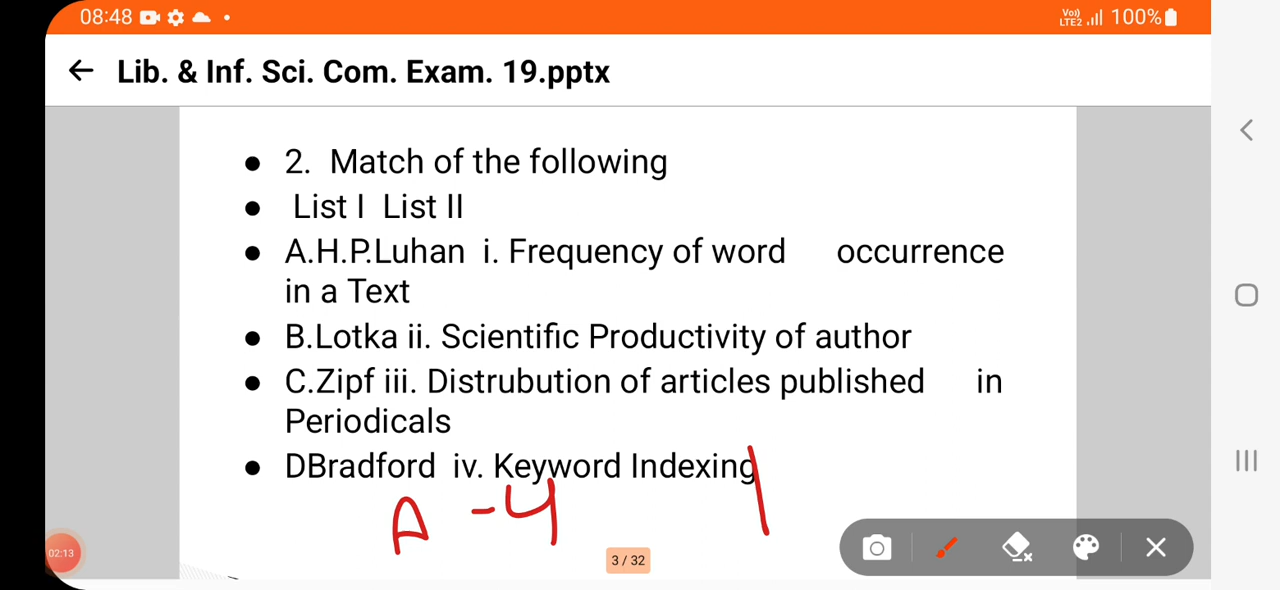 08:48 Vo)) LTE2 100%
Lib. & Inf. Sci. Com. Exam. 19.pptx
● 2. Match of the following
● List I List II
● A.H.P.Luhan i. Frequency of word occurrence
in a Text
● B.Lotka ii. Scientific Productivity of author
● C.Zipf iii. Distrubution of articles published in
Periodicals
● DBradford iv. Keyword Indexing
A - 4
02:13
3 / 32